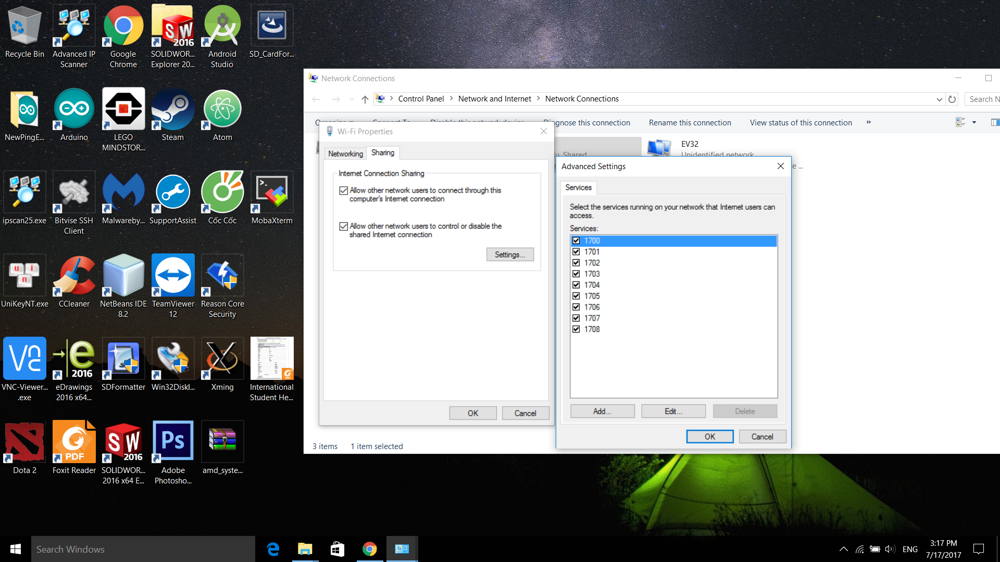 Recycle Bin
Advanced IP
Scanner
Google
Chrome
SOLIDWOR...
Explorer 20...
Android
Studio
SD_CardFor...
NewPingE...
Arduino
LEGO
MINDSTOR...
Steam
Atom
ipscan25.exe
Bitvise SSH
Client
Malwareby...
SupportAssist
Cốc Cốc
MobaXterm
UniKeyNT.exe
CCleaner
NetBeans IDE
8.2
TeamViewer
12
Reason Core
Security
VNC-Viewer...
.exe
eDrawings
2016 x64...
SDFormatter
Win32DiskI...
Xming
International
Student He...
Dota 2
Foxit Reader
SOLIDWOR...
2016 x64 E...
Adobe
Photosho...
amd_syste...
Network Connections
Control Panel > Network and Internet > Network Connections
Search N
Organize
Connect To
Disable this network device
Diagnose this connection
Rename this connection
View status of this connection
»
EV32
Unidentified network
Shared
Wi-Fi Properties
Networking
Sharing
Internet Connection Sharing
Allow other network users to connect through this
computer's Internet connection
Allow other network users to control or disable the
shared Internet connection
Settings...
OK
Cancel
3 items
1 item selected
Advanced Settings
Services
Select the services running on your network that Internet users can
access.
Services:
1700
1701
1702
1703
1704
1705
1706
1707
1708
Add...
Edit...
Delete
OK
Cancel
Search Windows
ENG
3:17 PM
7/17/2017